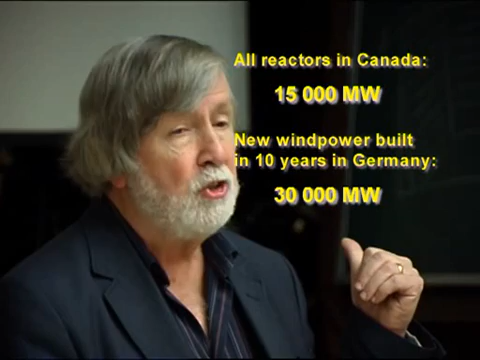 All reactors in Canada:
15 000 MW
New windpower built
in 10 years in Germany:
30 000 MW